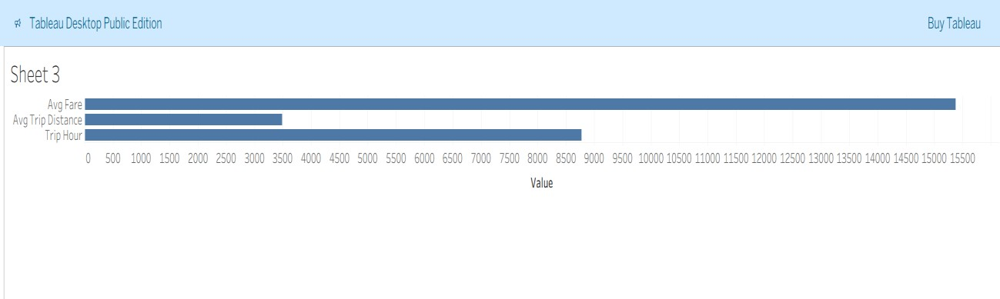 Tableau Desktop Public Edition Buy Tableau
Sheet 3
Avg Fare
Avg Trip Distance
Trip Hour
0 500 1000 1500 2000 2500 3000 3500 4000 4500 5000 5500 6000 6500 7000 7500 8000 8500 9000 9500 10000 10500 11000 11500 12000 12500 13000 13500 14000 14500 15000 15500
Value